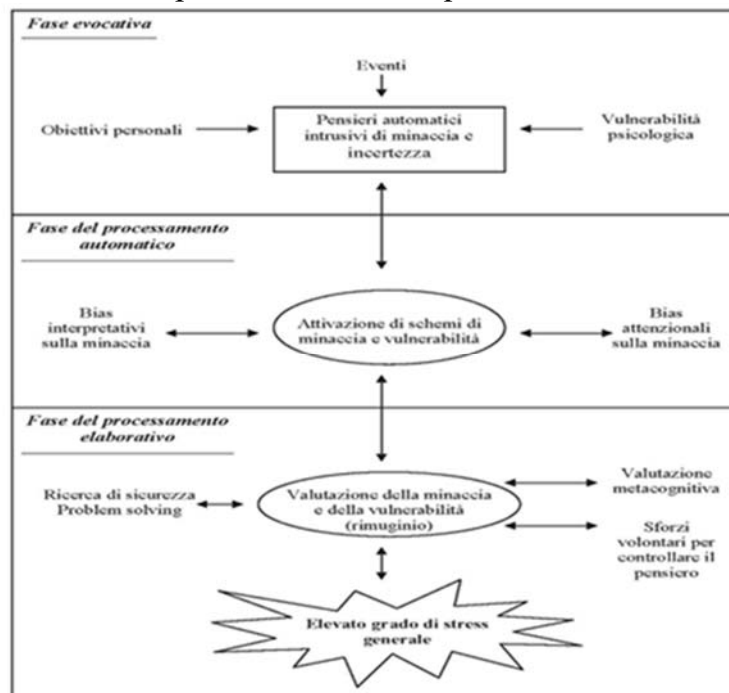 Fase evocativa
Eventi
Obiettivi personali
Pensieri automatici
intrusivi di minaccia e
incertezza
Vulnerabilità
psicologica
Fase del processamento
automatico
Bias
interpretativi
sulla minaccia
Attivazione di schemi di
minaccia e vulnerabilità
Bias
attenzionali
sulla minaccia
Fase del processamento
elaborativo
Ricerca di sicurezza
Problem solving
Valutazione della minaccia
e della vulnerabilità
(rimuginio)
Valutazione
metacognitiva
Sforzi
volontari per
controllare il
pensiero
Elevato grado di stress
generale